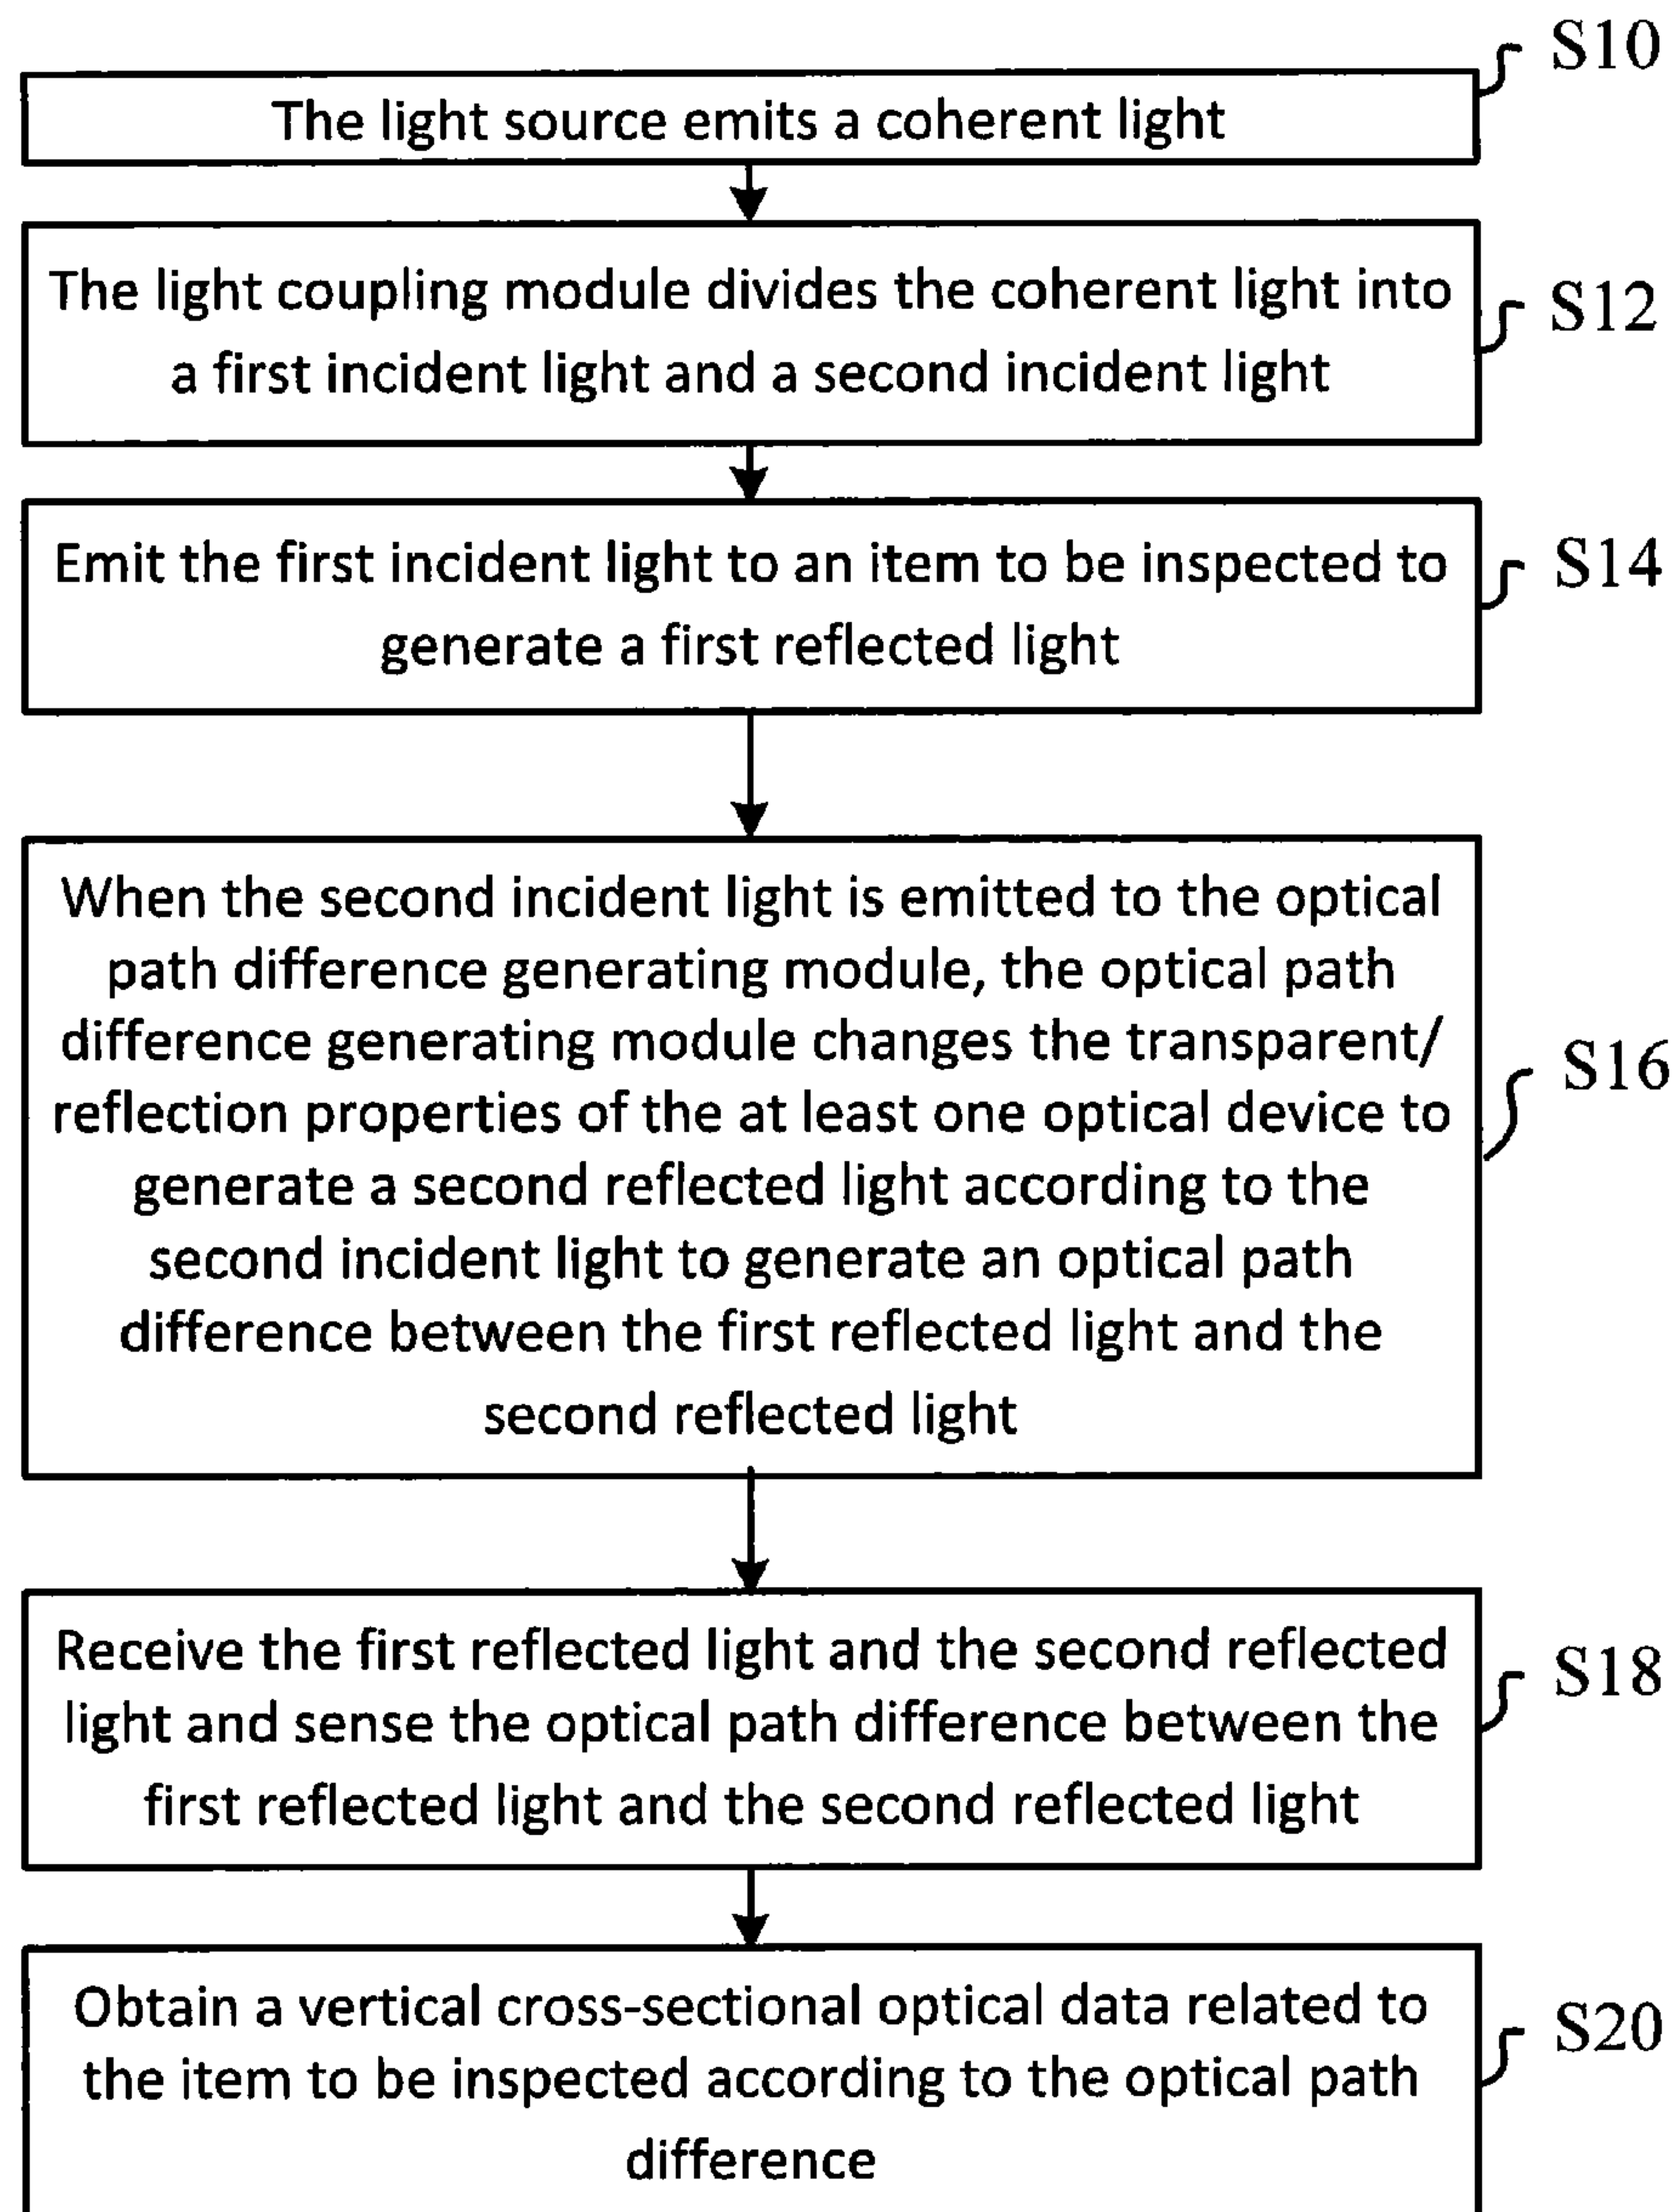 S10
The light source emits a coherent light
The light coupling module divides the coherent light into
a first incident light and a second incident light
S12
Emit the first incident light to an item to be inspected to
generate a first reflected light
S14
When the second incident light is emitted to the optical
path difference generating module, the optical path
difference generating module changes the transparent/
reflection properties of the at least one optical device to
generate a second reflected light according to the
second incident light to generate an optical path
difference between the first reflected light and the
second reflected light
S16
Receive the first reflected light and the second reflected
light and sense the optical path difference between the
first reflected light and the second reflected light
S18
Obtain a vertical cross-sectional optical data related to
the item to be inspected according to the optical path
difference
S20